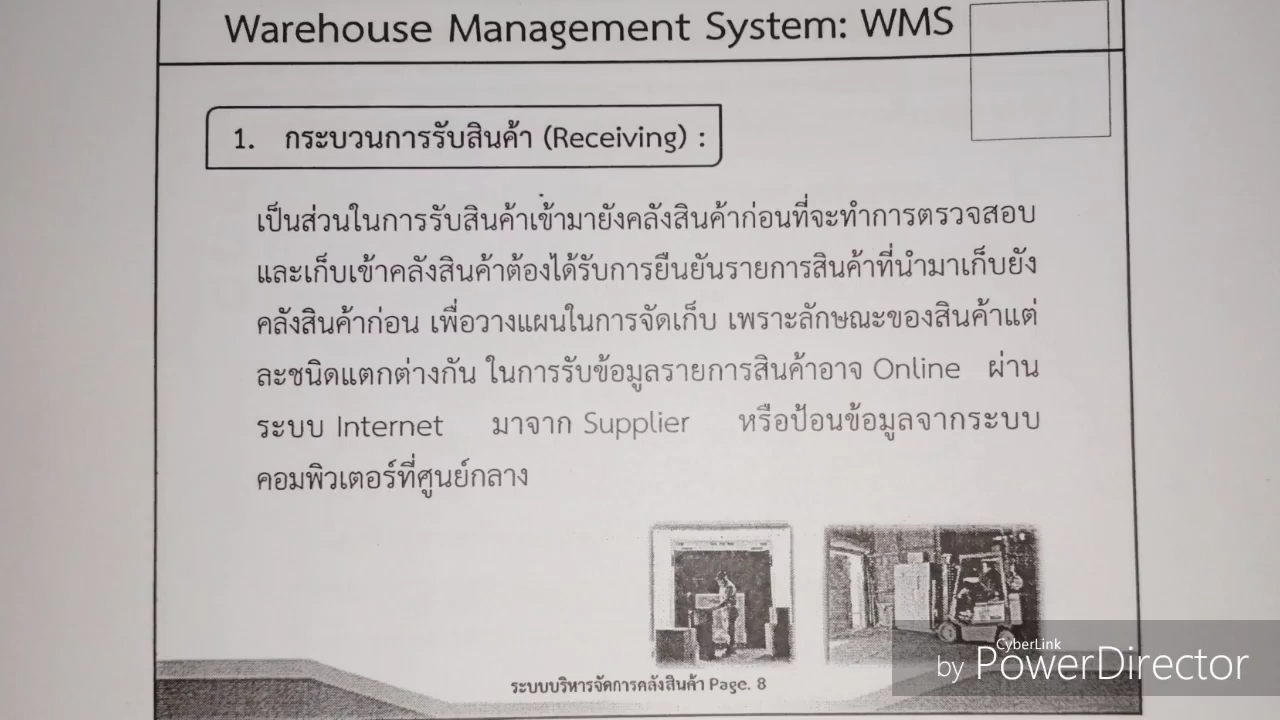 Warehouse Management System: WMS
1. กระบวนการรับสินค้า (Receiving) :
เป็นส่วนในการรับสินค้าเข้ามายังคลังสินค้าก่อนที่จะทำการตรวจสอบ
และเก็บเข้าคลังสินค้าต้องได้รับการยืนยันรายการสินค้าที่นำมาเก็บยัง
คลังสินค้าก่อน เพื่อวางแผนในการจัดเก็บ เพราะลักษณะของสินค้าแต่
ละชนิดแตกต่างกัน ในการรับข้อมูลรายการสินค้าอาจ Online ผ่าน
ระบบ Internet มาจาก Supplier หรือป้อนข้อมูลจากระบบ
คอมพิวเตอร์ที่ศูนย์กลาง
ระบบบริหารจัดการคลังสินค้า Page. 8
CyberLink
by PowerDirector